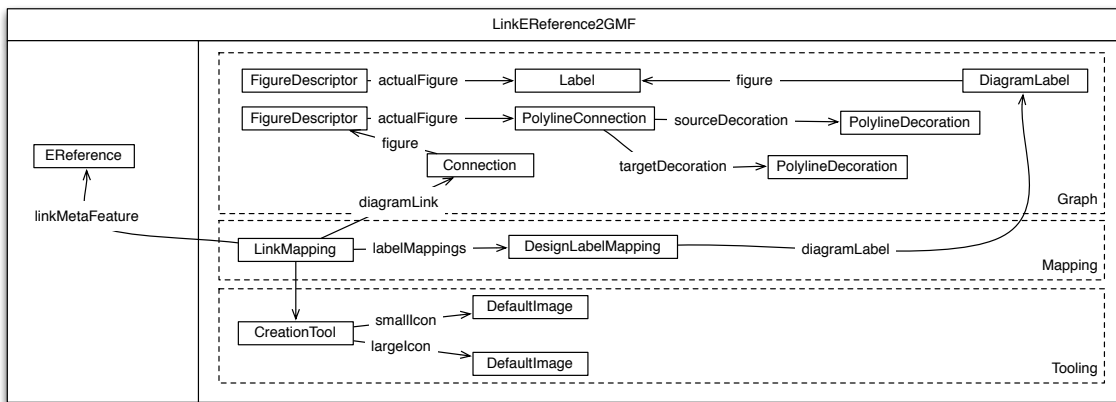 LinkEReference2GMF
FigureDescriptor actualFigure Label figure DiagramLabel
FigureDescriptor actualFigure PolylineConnection sourceDecoration PolylineDecoration
figure
EReference Connection targetDecoration PolylineDecoration
diagramLink Graph
linkMetaFeature
LinkMapping labelMappings DesignLabelMapping diagramLabel
Mapping
smallIcon DefaultImage
CreationTool
largeIcon DefaultImage
Tooling